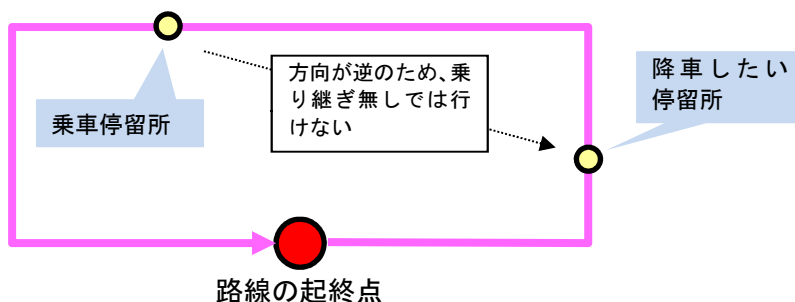 方向が逆のため、乗
り継ぎ無しでは行
けない
降車したい
停留所
乗車停留所
路線の起終点